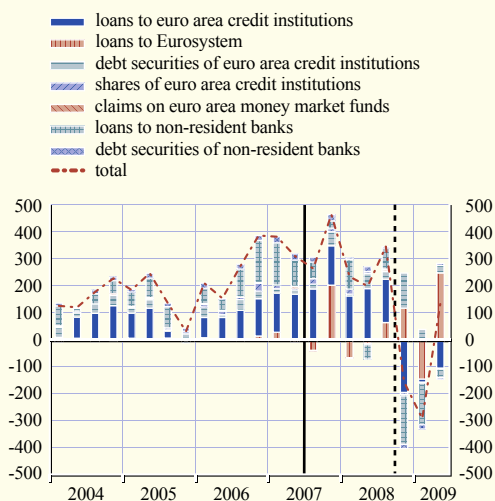 loans to euro area credit institutions
loans to Eurosystem
debt securities of euro area credit institutions
shares of euro area credit institutions
claims on euro area money market funds
loans to non-resident banks
debt securities of non-resident banks
total
500 500
400 400
300 300
200 200
100 100
0 0
-100 -100
-200 -200
-300 -300
-400 -400
-500 -500
2004 2005 2006 2007 2008 2009